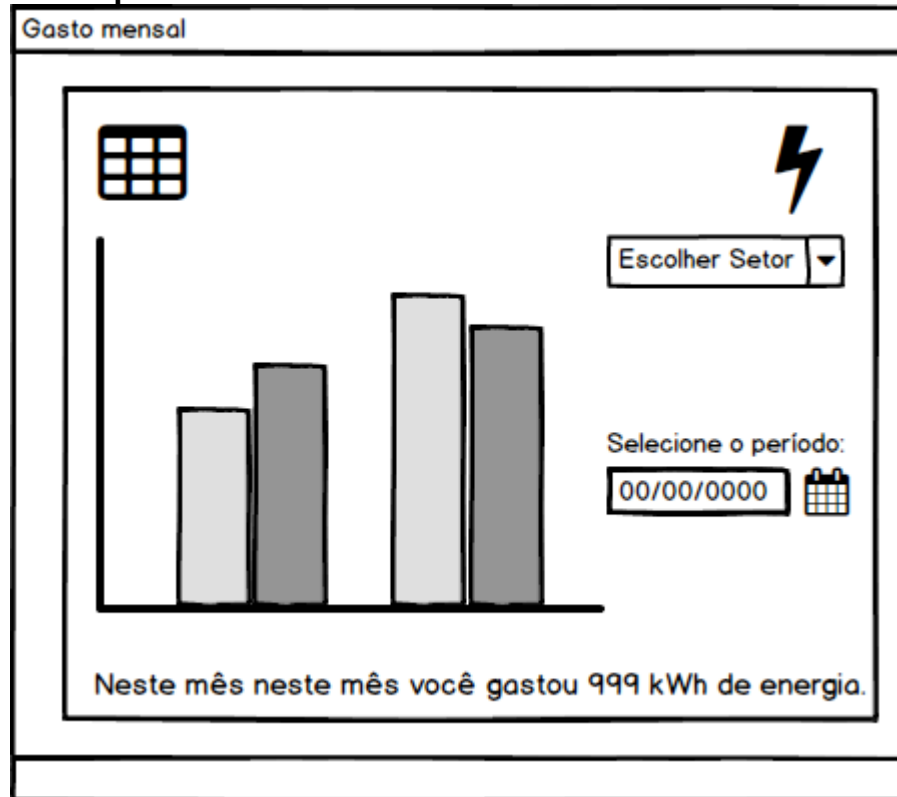 Gasto mensal
Escolher Setor
Selecione o período:
00/00/0000
Neste mês neste mês você gastou 999 kWh de energia.